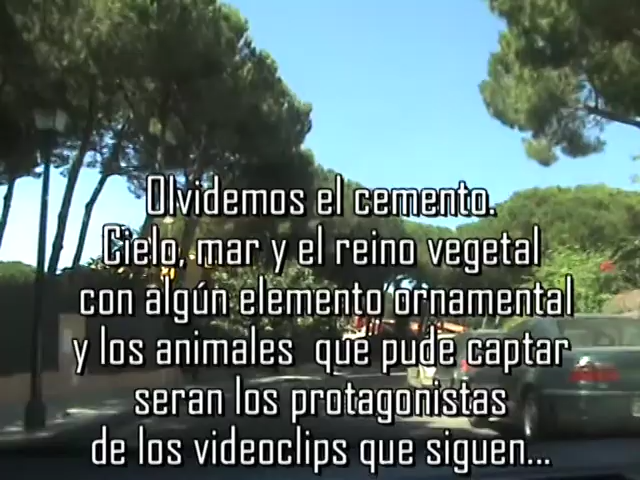 Olvidemos el cemento.
Cielo, mar y el reino vegetal
con algún elemento ornamental
y los animales que pude captar
seran los protagonistas
de los videoclips que siguen...